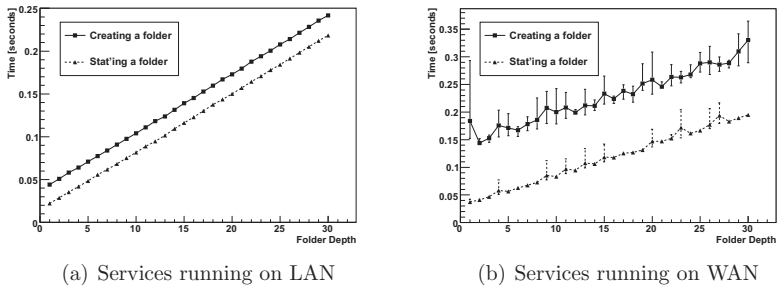 Time [seconds]
0.25
0.2
0.15
0.1
0.05
0
Creating a folder
Stat'ing a folder
0 5 10 15 20 25 30
Folder Depth
(a) Services running on LAN
Time [seconds]
0.35
0.3
0.25
0.2
0.15
0.1
0.05
0
Creating a folder
Stat'ing a folder
0 5 10 15 20 25 30
Folder Depth
(b) Services running on WAN